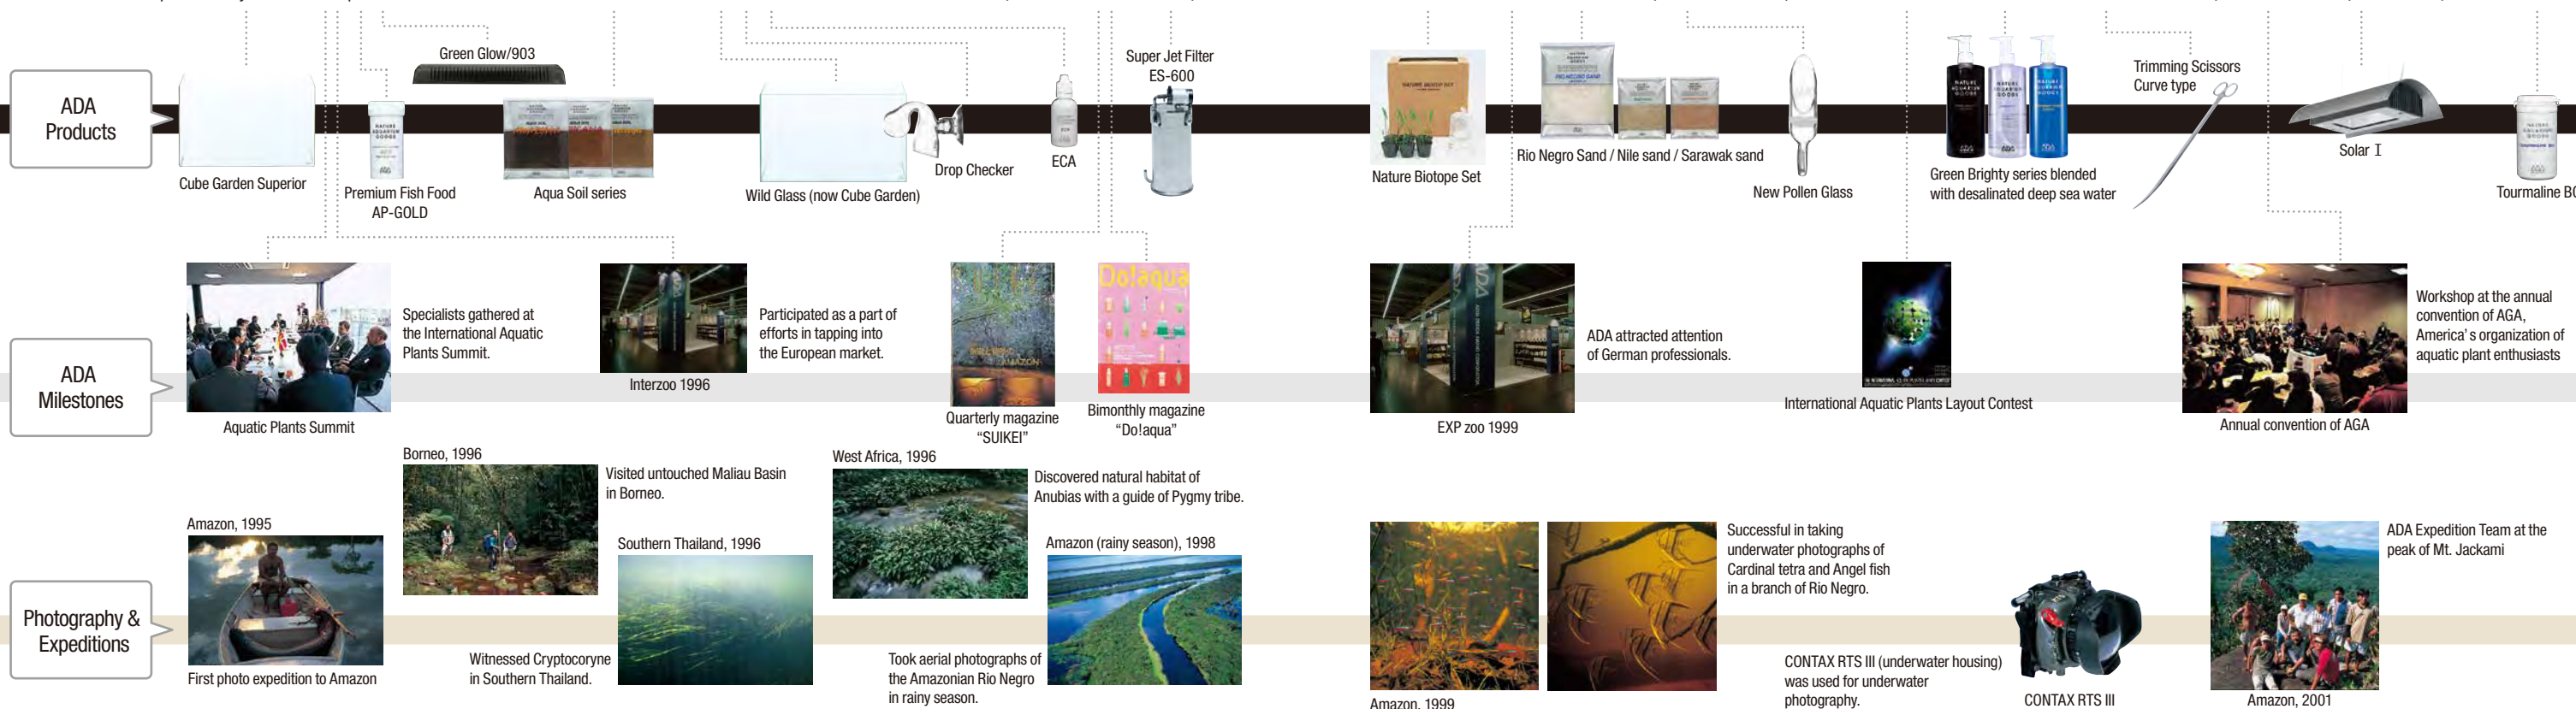 ADA
Products
Cube Garden Superior
Premium Fish Food
AP-GOLD
Green Glow/903
Aqua Soil series
Wild Glass (now Cube Garden)
Drop Checker
ECA
Super Jet Filter
ES-600
Nature Biotope Set
Rio Negro Sand / Nile sand / Sarawak sand
New Pollen Glass
Green Brighty series blended
with desalinated deep sea water
Trimming Scissors
Curve type
Solar I
Tourmaline
ADA
Milestones
Aquatic Plants Summit
Specialists gathered at
the International Aquatic
Plants Summit.
Interzoo 1996
Participated as a part of
efforts in tapping into
the European market.
AMAZON
Quarterly magazine
“SUIKEI”
Do!aqua
Bimonthly magazine
“Do!aqua”
ADA
EXP zoo 1999
ADA attracted attention
of German professionals.
International Aquatic Plants Layout Contest
Annual convention of AGA
Workshop at the annual
convention of AGA,
America’s organization of
aquatic plant enthusiasts
Photography &
Expeditions
Amazon, 1995
First photo expedition to Amazon
Borneo, 1996
Visited untouched Maliau Basin
in Borneo.
Southern Thailand, 1996
Witnessed Cryptocoryne
in Southern Thailand.
West Africa, 1996
Discovered natural habitat of
Anubias with a guide of Pygmy tribe.
Amazon (rainy season), 1998
Took aerial photographs of
the Amazonian Rio Negro
in rainy season.
Amazon, 1999
Successful in taking
underwater photographs of
Cardinal tetra and Angel fish
in a branch of Rio Negro.
CONTAX RTS III (underwater housing)
was used for underwater
photography.
CONTAX RTS III
Amazon, 2001
ADA Expedition Team at the
peak of Mt. Jackami